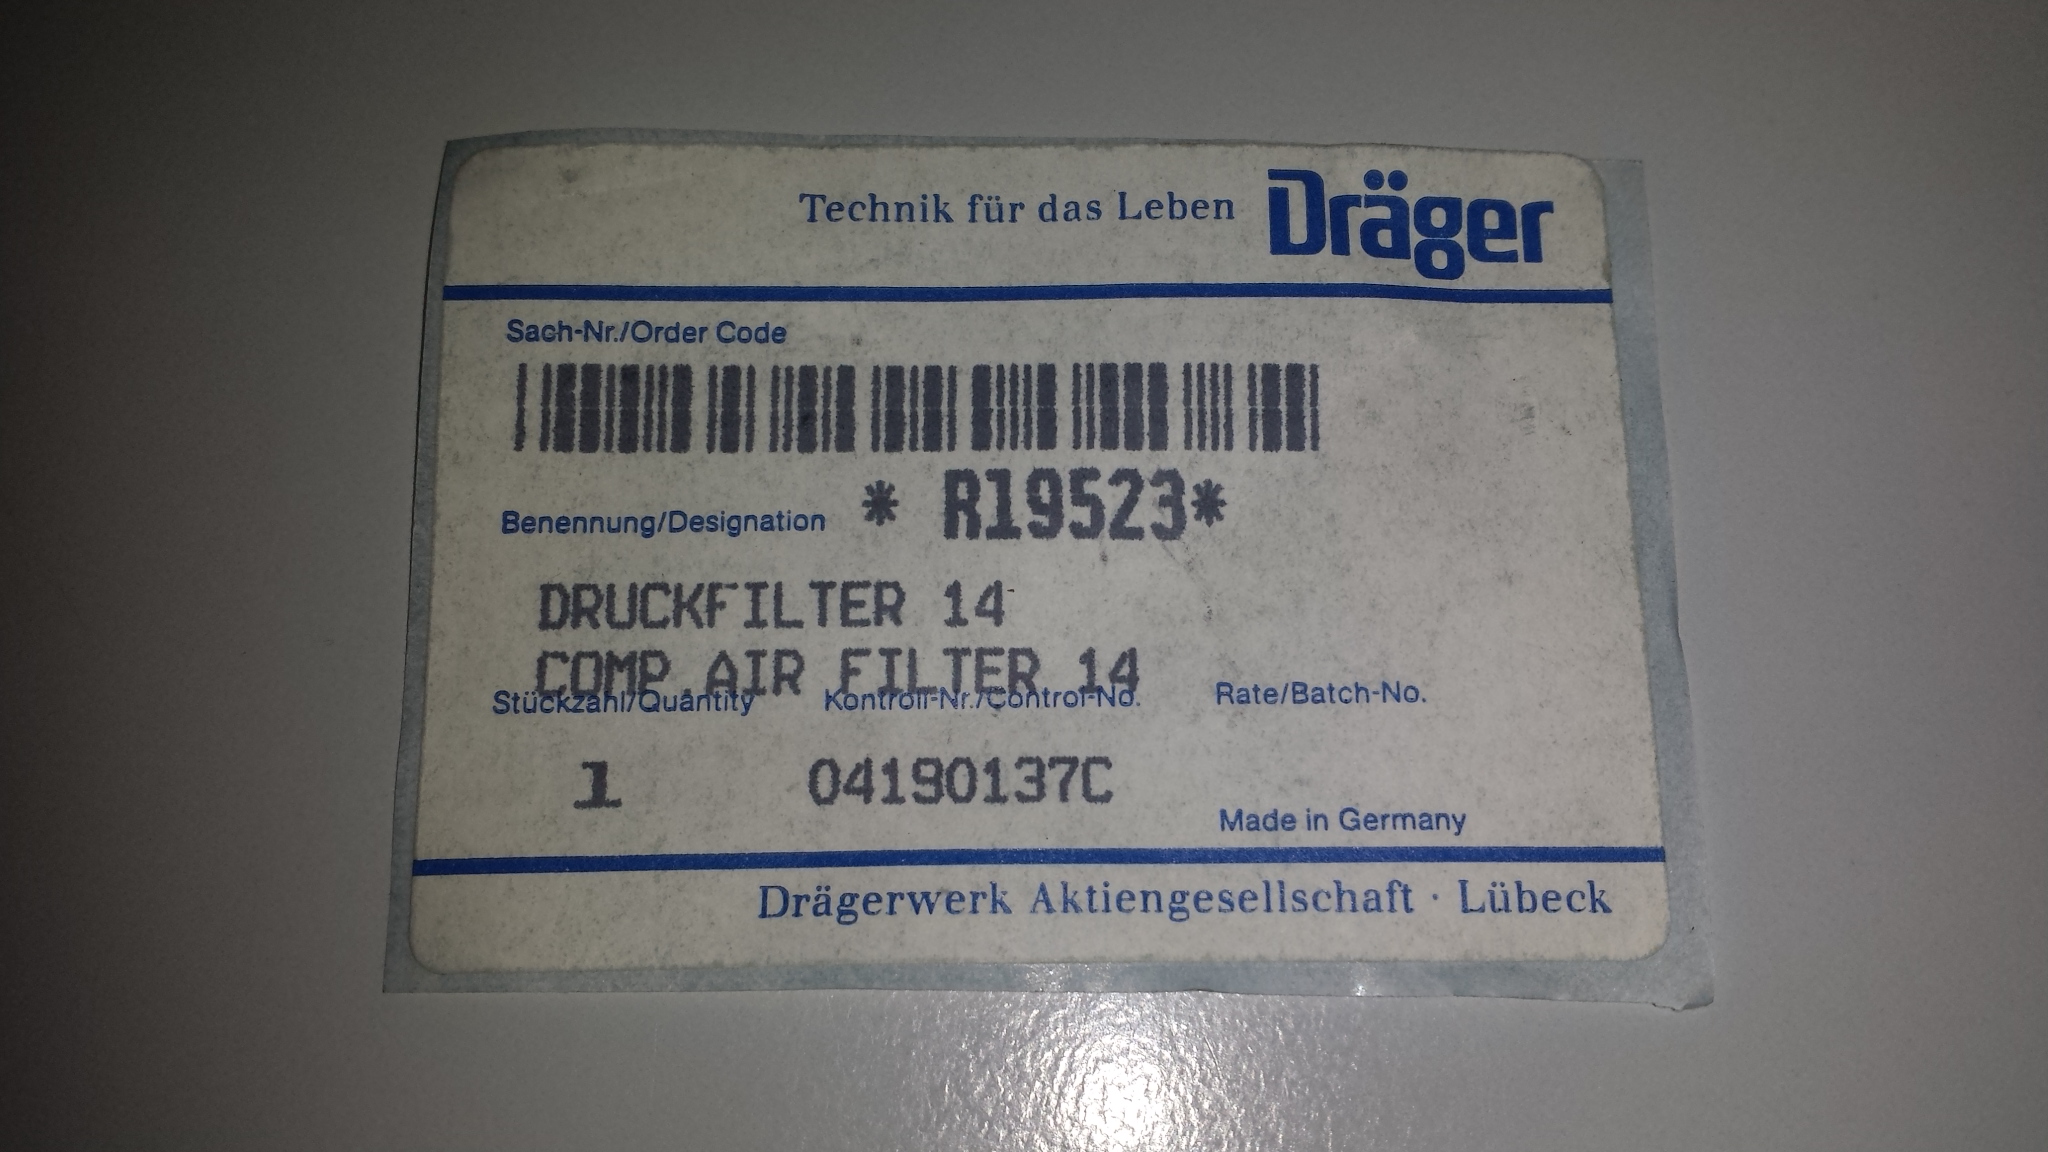 Technik für das Leben Dräger
Sach-Nr./Order Code
* R19523*
Benennung/Designation
DRUCKFILTER 14
COMP AIR FILTER 14
Stückzahl/Quantity Kontroll-Nr./Control-No. Rate/Batch-No.
1 04190137C
Made in Germany
Drägerwerk Aktiengesellschaft · Lübeck